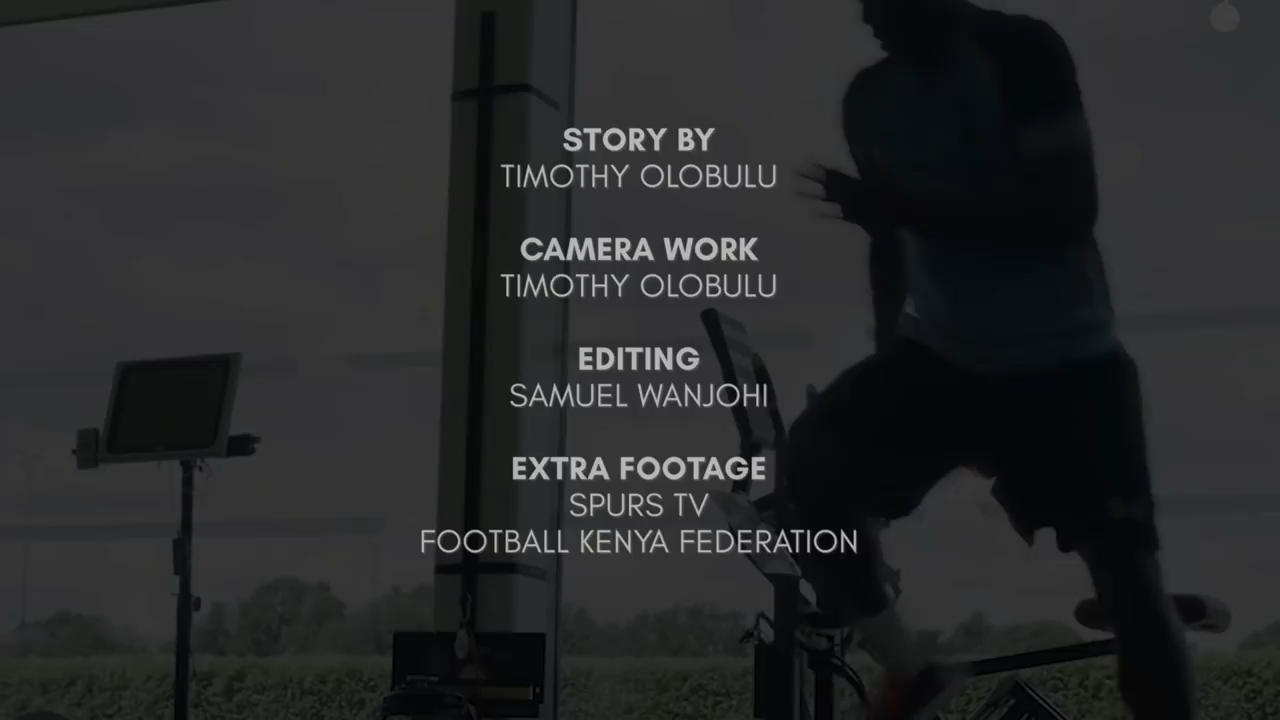 STORY BY
TIMOTHY OLOBULU
CAMERA WORK
TIMOTHY OLOBULU
EDITING
SAMUEL WANJOHI
EXTRA FOOTAGE
SPURS TV
FOOTBALL KENYA FEDERATION